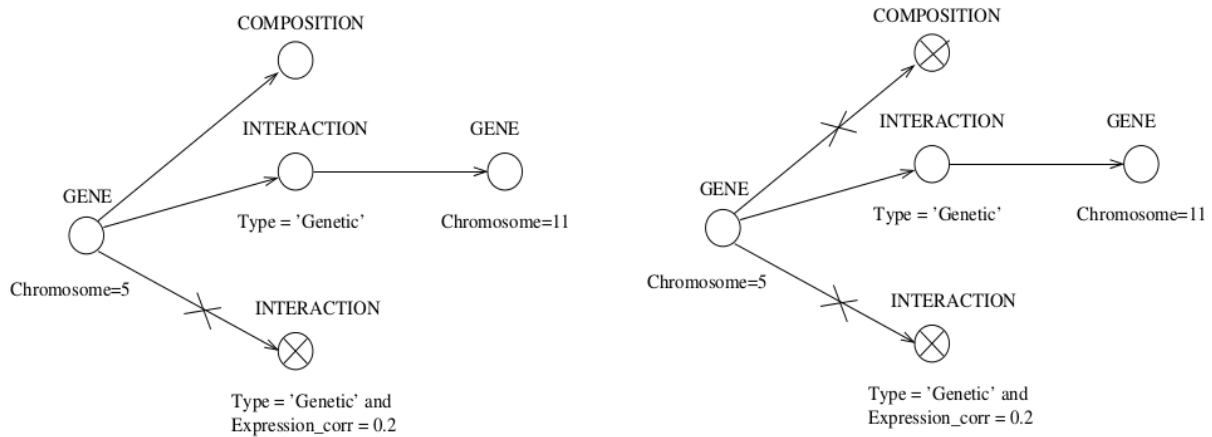 COMPOSITION
INTERACTION
GENE
GENE
Type = 'Genetic'
Chromosome=11
Chromosome=5
INTERACTION
Type = 'Genetic' and
Expression_corr = 0.2
COMPOSITION
INTERACTION
GENE
GENE
Type = 'Genetic'
Chromosome=11
Chromosome=5
INTERACTION
Type = 'Genetic' and
Expression_corr = 0.2